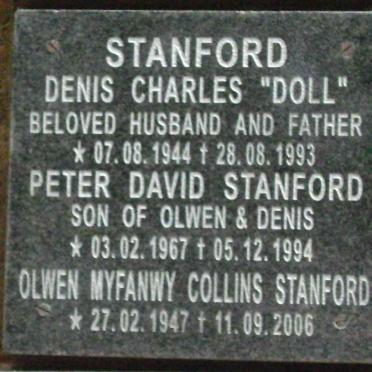 STANFORD
DENIS CHARLES "DOLL"
BELOVED HUSBAND AND FATHER
★ 07.08.1944 † 28.08.1993
PETER DAVID STANFORD
SON OF OLWEN & DENIS
★ 03.02.1967 † 05.12.1994
OLWEN MYFANWY COLLINS STANFORD
★ 27.02.1947 † 11.09.2006